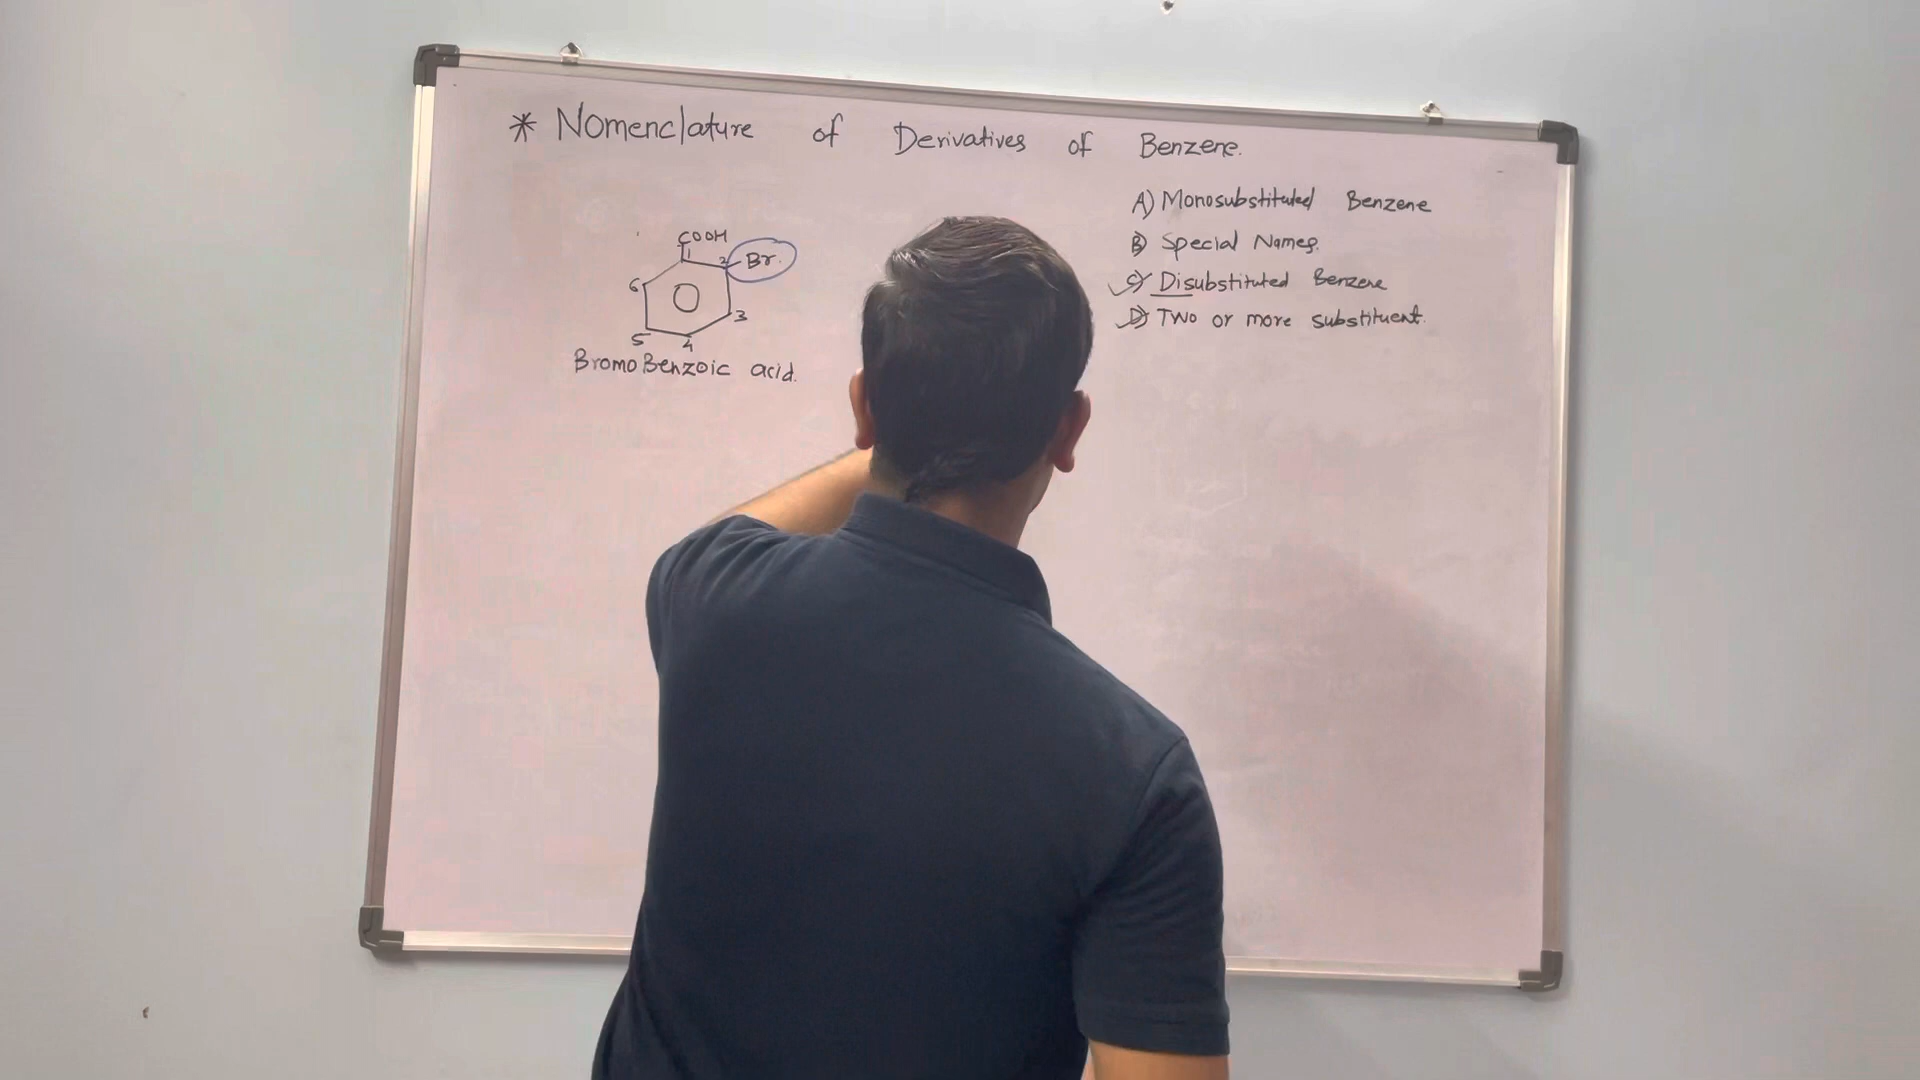 * Nomenclature of Derivatives of Benzene.
A) Monosubstituted Benzene
B) Special Names.
C) Disubstituted Benzene
D) Two or more substituent.
COOH
1
2 Br.
6
3
5
4
Bromo Benzoic acid.